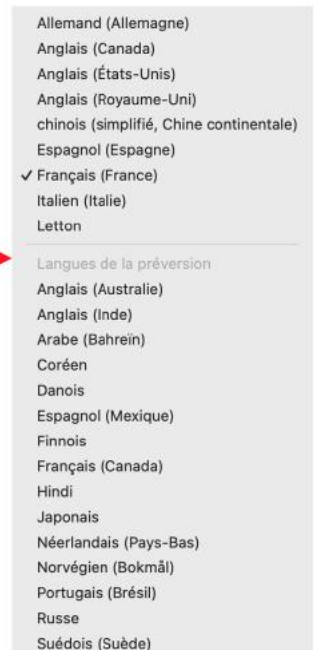 Allemand (Allemagne)
Anglais (Canada)
Anglais (États-Unis)
Anglais (Royaume-Uni)
chinois (simplifié, Chine continentale)
Espagnol (Espagne)
✓ Français (France)
Italien (Italie)
Letton
Langues de la préversion
Anglais (Australie)
Anglais (Inde)
Arabe (Bahreïn)
Coréen
Danois
Espagnol (Mexique)
Finnois
Français (Canada)
Hindi
Japonais
Néerlandais (Pays-Bas)
Norvégien (Bokmål)
Portugais (Brésil)
Russe
Suédois (Suède)